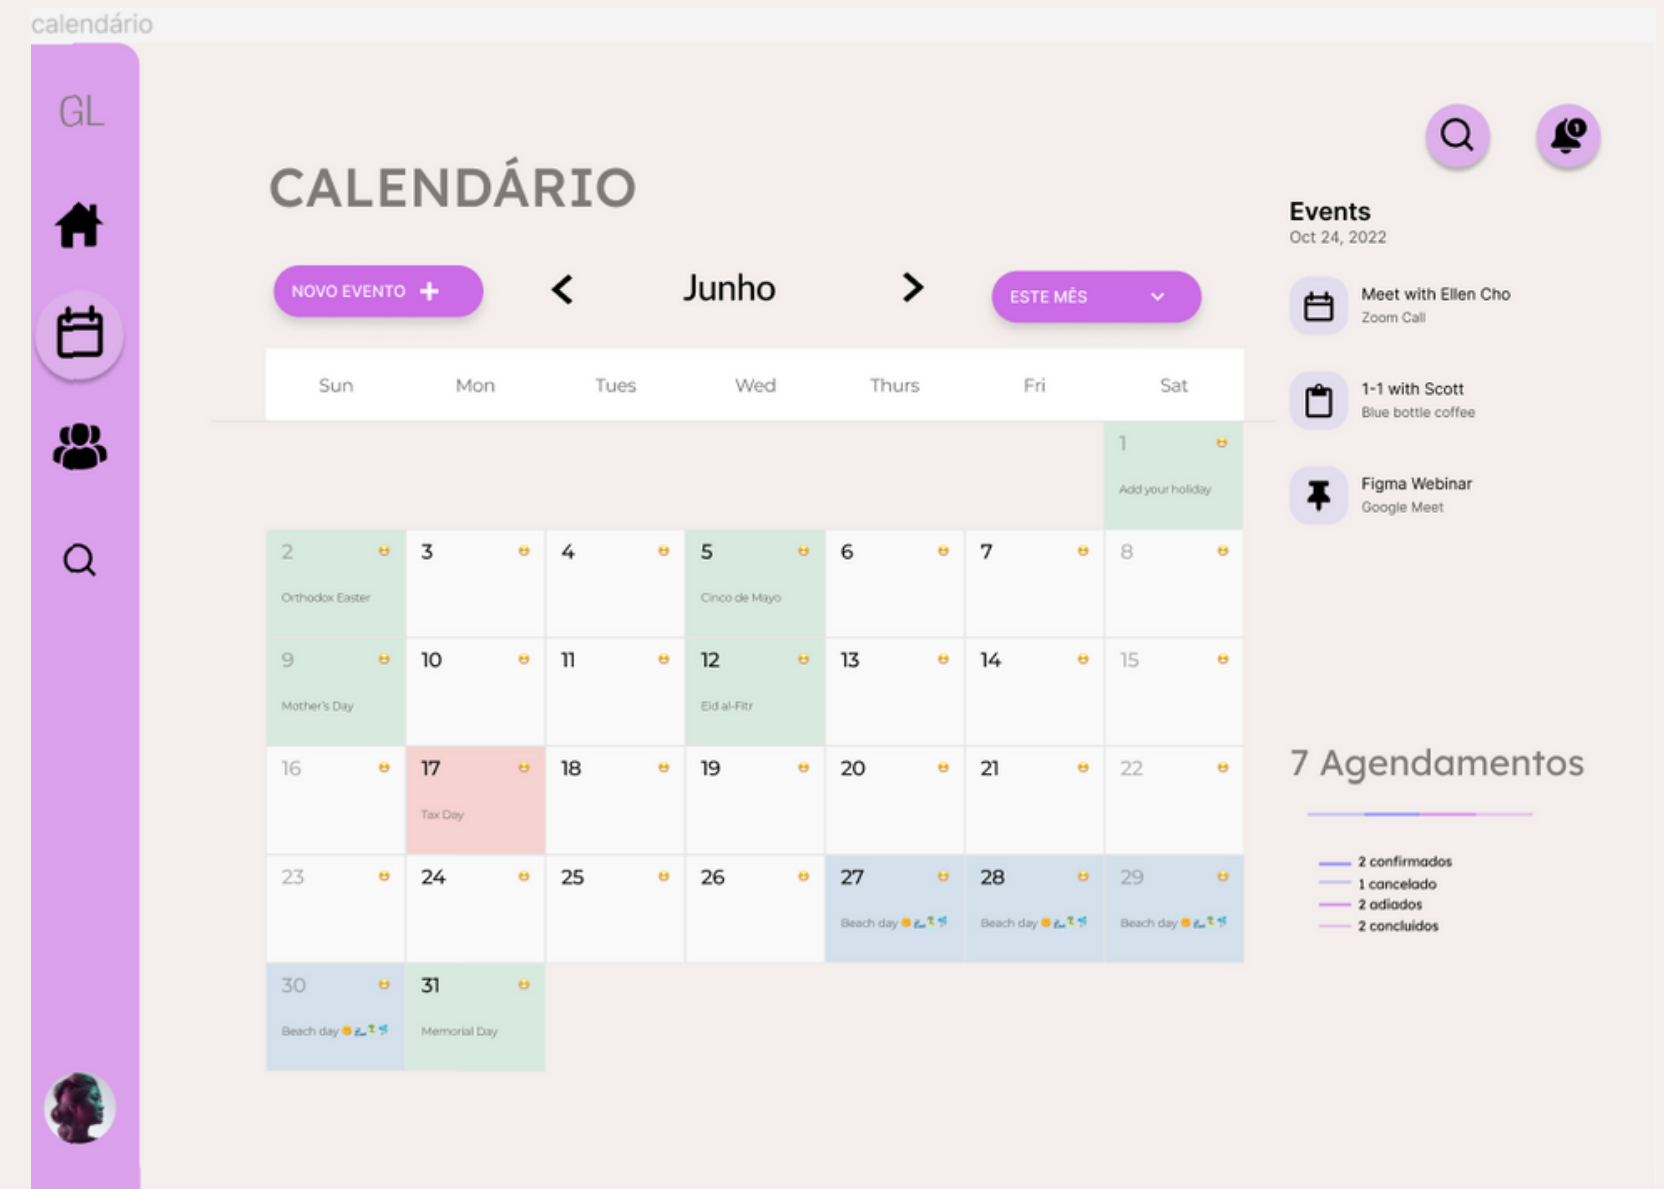 calendário
GL
CALENDÁRIO
NOVO EVENTO
Junho
ESTE MÊS
Sun Mon Tues Wed Thurs Fri Sat
1
Add your holiday
2 3 4 5 6 7 8
Orthodox Easter Cinco de Mayo
9 10 11 12 13 14 15
Mother's Day Eid al-Fitr
16 17 18 19 20 21 22
Tax Day
23 24 25 26 27 28 29
Beach day Beach day Beach day
30 31
Beach day Memorial Day
1
Events
Oct 24, 2022
Meet with Ellen Cho
Zoom Call
1-1 with Scott
Blue bottle coffee
Figma Webinar
Google Meet
7 Agendamentos
2 confirmados
1 cancelado
2 adiados
2 concluidos